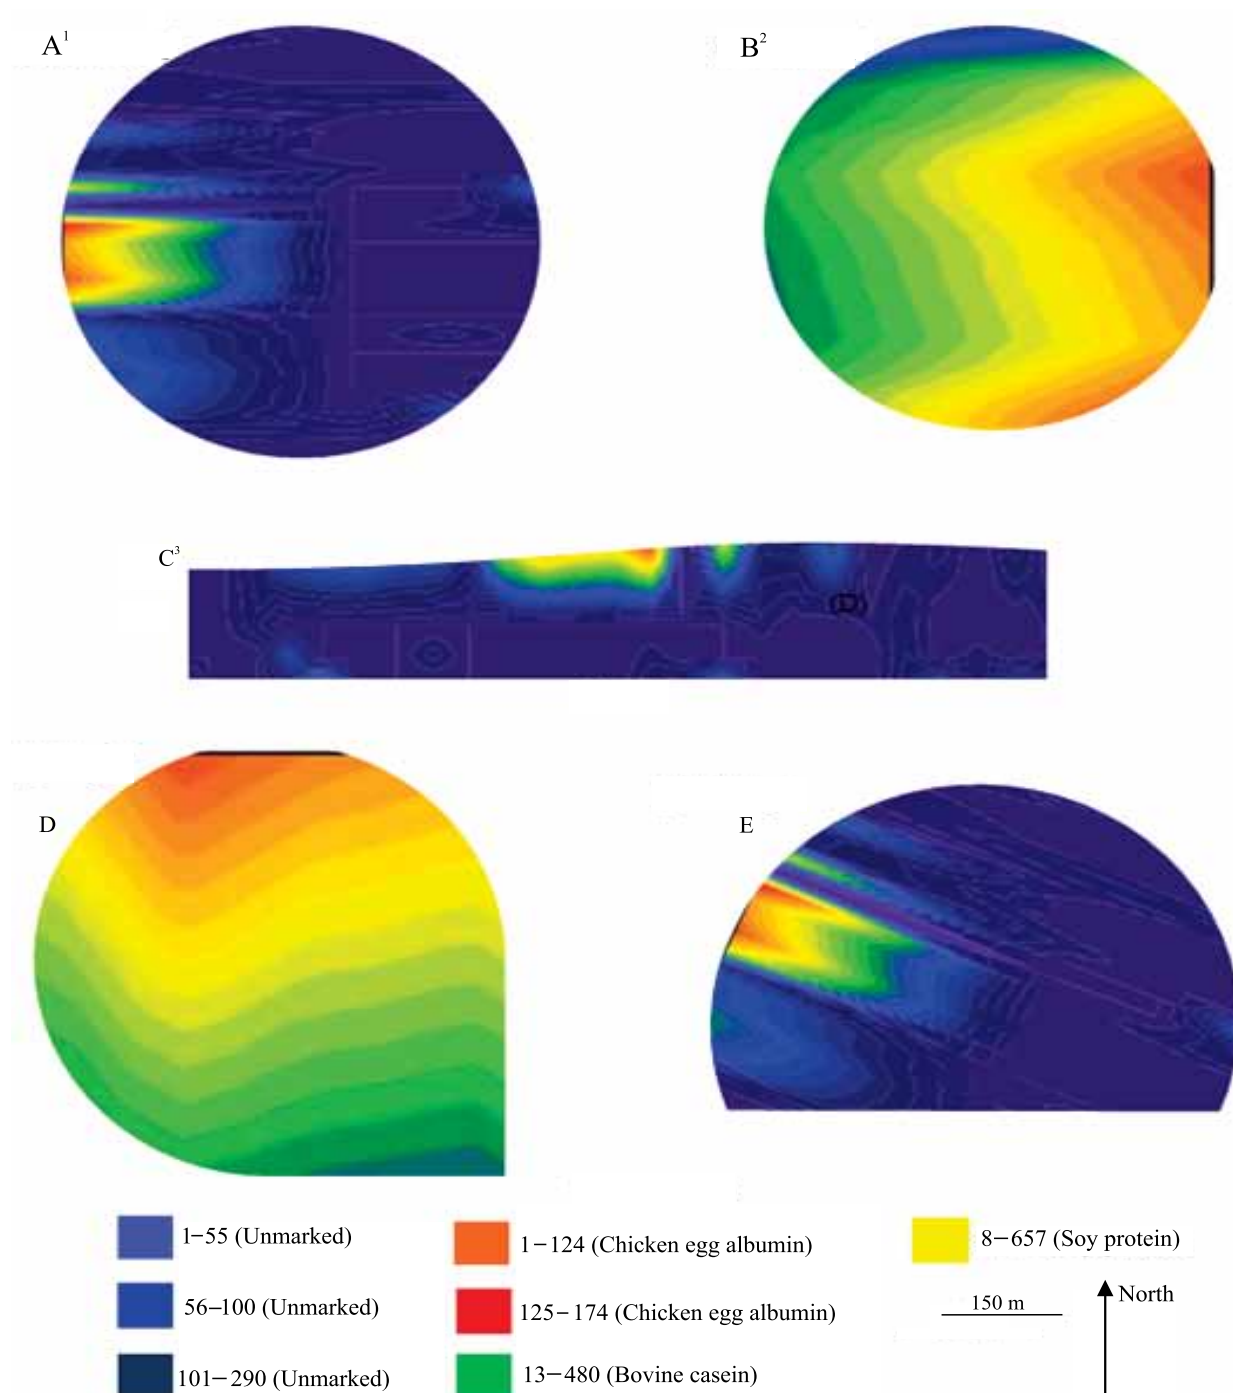 A1
B2
C3
(D)
D
E
1–55 (Unmarked)
56–100 (Unmarked)
101–290 (Unmarked)
1–124 (Chicken egg albumin)
125–174 (Chicken egg albumin)
13–480 (Bovine casein)
8–657 (Soy protein)
150 m
North